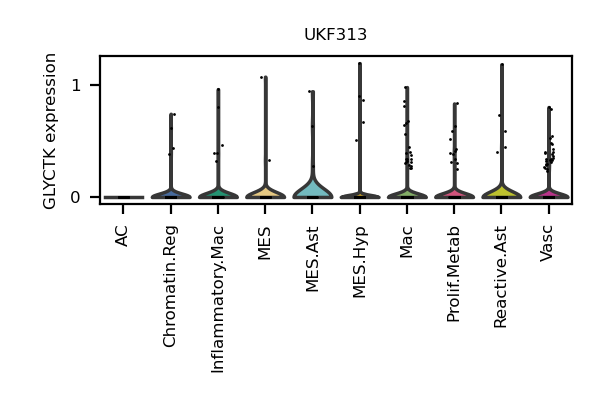 UKF313
GLYCTK expression
1
0
AC
Chromatin.Reg
Inflammatory.Mac
MES
MES.Ast
MES.Hyp
Mac
Prolif.Metab
Reactive.Ast
Vasc